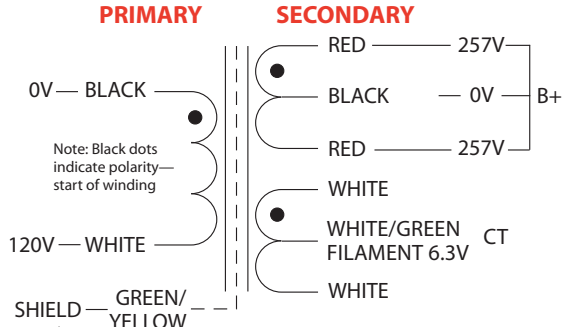 PRIMARY SECONDARY
RED 257V
0V BLACK
BLACK 0V B+
Note: Black dots
indicate polarity—
start of winding
RED 257V
WHITE
WHITE/GREEN
FILAMENT 6.3V CT
120V WHITE
WHITE
SHIELD GREEN/
YELLOW